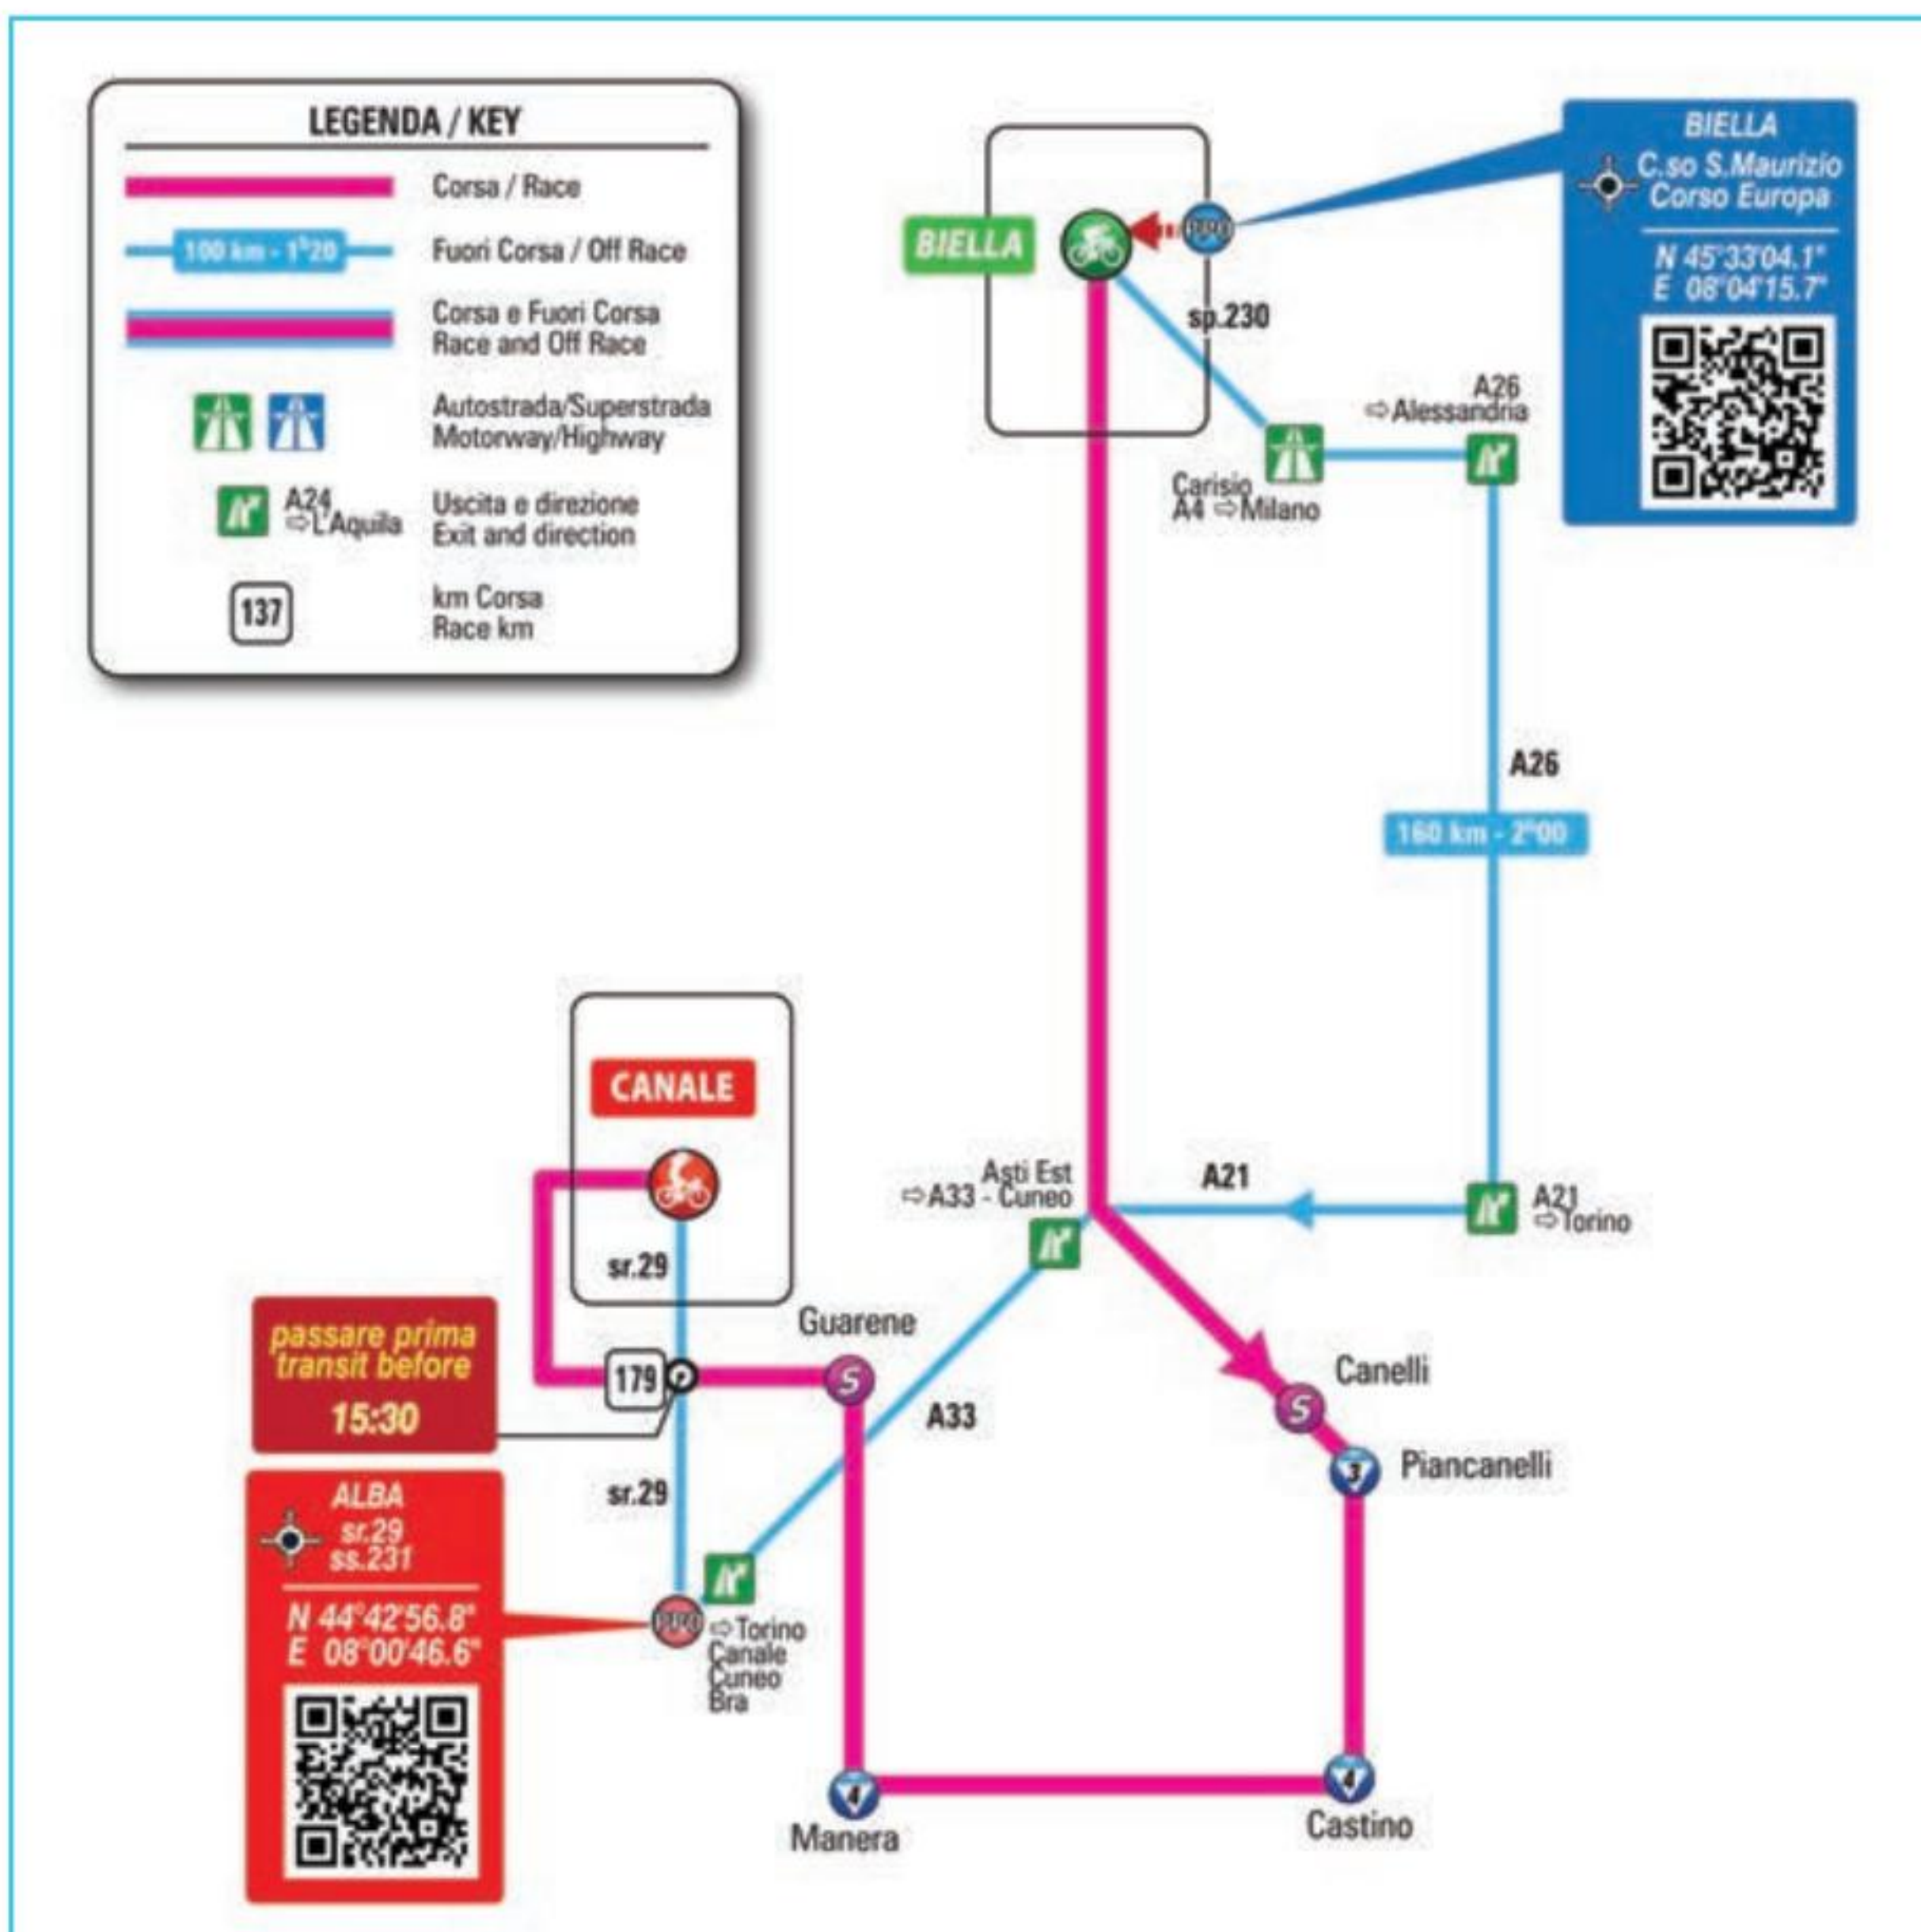 LEGENDA / KEY
Corsa / Race
100 km - 1h20
Fuori Corsa / Off Race
Corsa e Fuori Corsa
Race and Off Race
Autostrada/Superstrada
Motorway/Highway
A24
⇨L'Aquila
Uscita e direzione
Exit and direction
137
km Corsa
Race km
BIELLA
PPO
BIELLA
C.so S.Maurizio
Corso Europa
N 45°33'04.1"
E 08°04'15.7"
sp.230
A26
⇨Alessandria
Carisio
A4 ⇨Milano
A26
160 km - 2h00
CANALE
Asti Est
⇨A33 - Cuneo
A21
A21
⇨Torino
sr.29
Guarene
passare prima
transit before
15:30
179
S
A33
Canelli
S
3
Piancanelli
sr.29
ALBA
sr.29
ss.231
N 44°42'56.8"
E 08°00'46.6"
PPO
⇨Torino
Canale
Cuneo
Bra
4
Manera
4
Castino